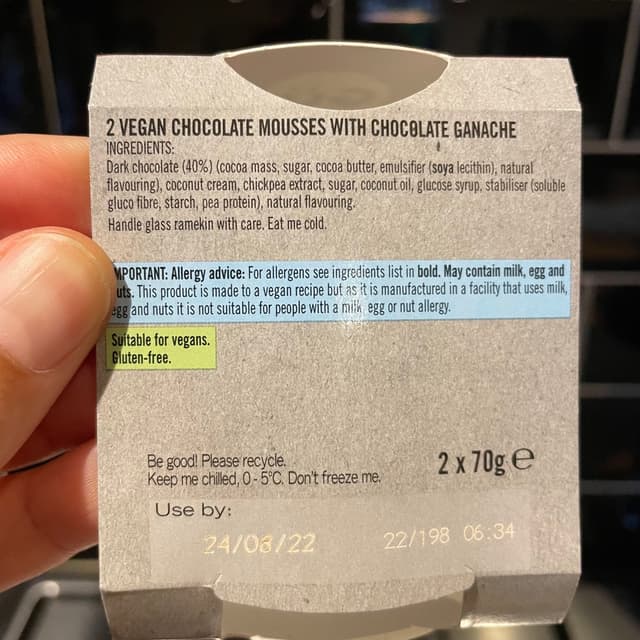 2 VEGAN CHOCOLATE MOUSSES WITH CHOCOLATE GANACHE
INGREDIENTS:
Dark chocolate (40%) (cocoa mass, sugar, cocoa butter, emulsifier (soya lecithin), natural
flavouring), coconut cream, chickpea extract, sugar, coconut oil, glucose syrup, stabiliser (soluble
gluco fibre, starch, pea protein), natural flavouring.
Handle glass ramekin with care. Eat me cold.
MPORTANT: Allergy advice: For allergens see ingredients list in bold. May contain milk, egg and
uts. This product is made to a vegan recipe but as it is manufactured in a facility that uses milk,
egg and nuts it is not suitable for people with a milk, egg or nut allergy.
Suitable for vegans.
Gluten-free.
Be good! Please recycle.
Keep me chilled, 0 - 5°C. Don't freeze me.
2 x 70g ℮
Use by:
24/08/22 22/198 06:34